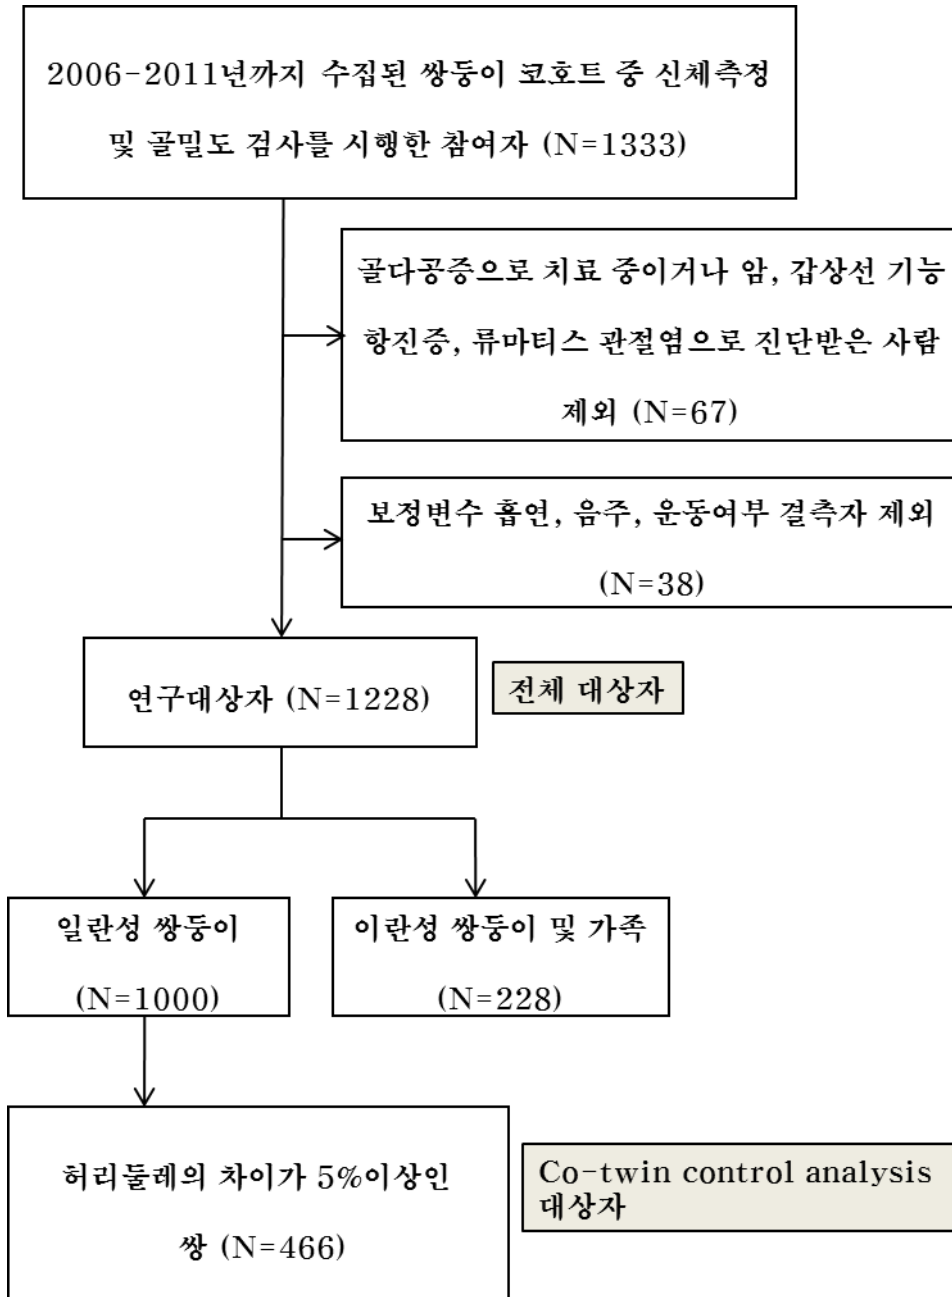 2006-2011년까지 수집된 쌍둥이 코호트 중 신체측정
및 골밀도 검사를 시행한 참여자 (N=1333)
골다공증으로 치료 중이거나 암, 갑상선 기능
항진증, 류마티스 관절염으로 진단받은 사람
제외 (N=67)
보정변수 흡연, 음주, 운동여부 결측자 제외
(N=38)
연구대상자 (N=1228)
전체 대상자
일란성 쌍둥이
(N=1000)
이란성 쌍둥이 및 가족
(N=228)
허리둘레의 차이가 5%이상인
쌍 (N=466)
Co-twin control analysis
대상자